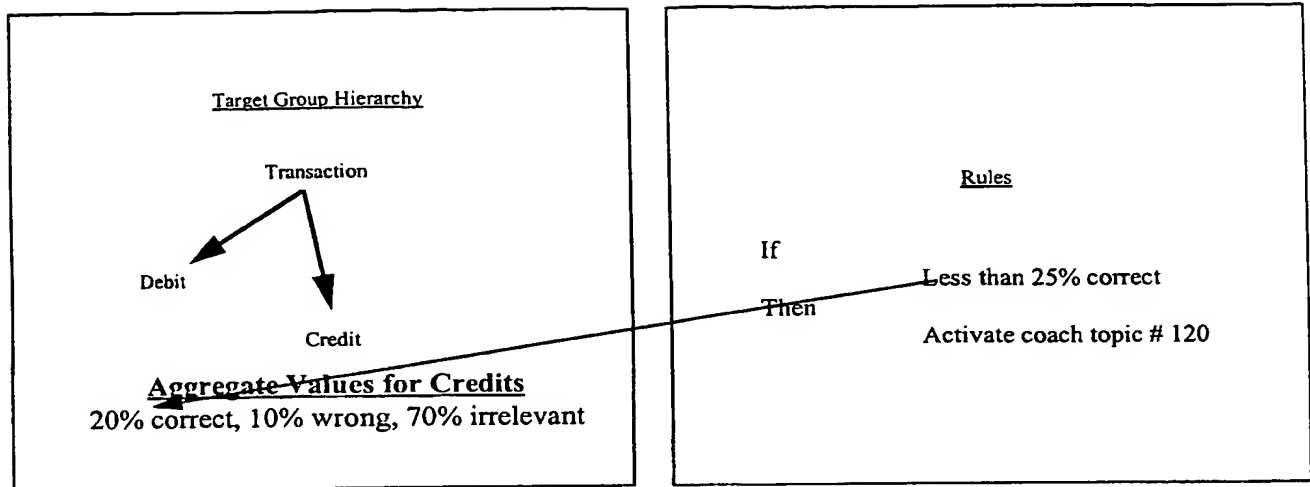 Target Group Hierarchy
Transaction
Debit
Credit
Aggregate Values for Credits
20% correct, 10% wrong, 70% irrelevant
Rules
If
Less than 25% correct
Then
Activate coach topic # 120